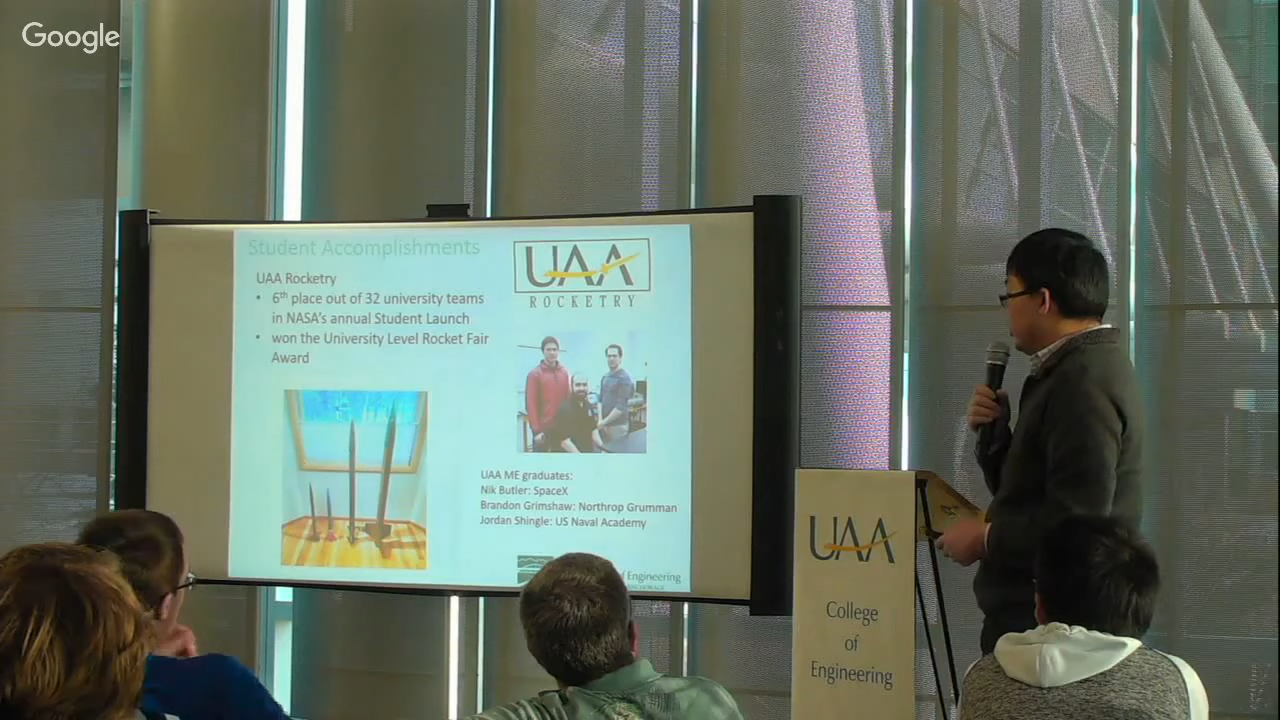 Google
Student Accomplishments
UAA Rocketry
• 6th place out of 32 university teams
in NASA's annual Student Launch
• won the University Level Rocket Fair
Award
UAA
ROCKETRY
UAA ME graduates:
Nik Butler: SpaceX
Brandon Grimshaw: Northrop Grumman
Jordan Shingle: US Naval Academy
of Engineering
UAA
College
of
Engineering